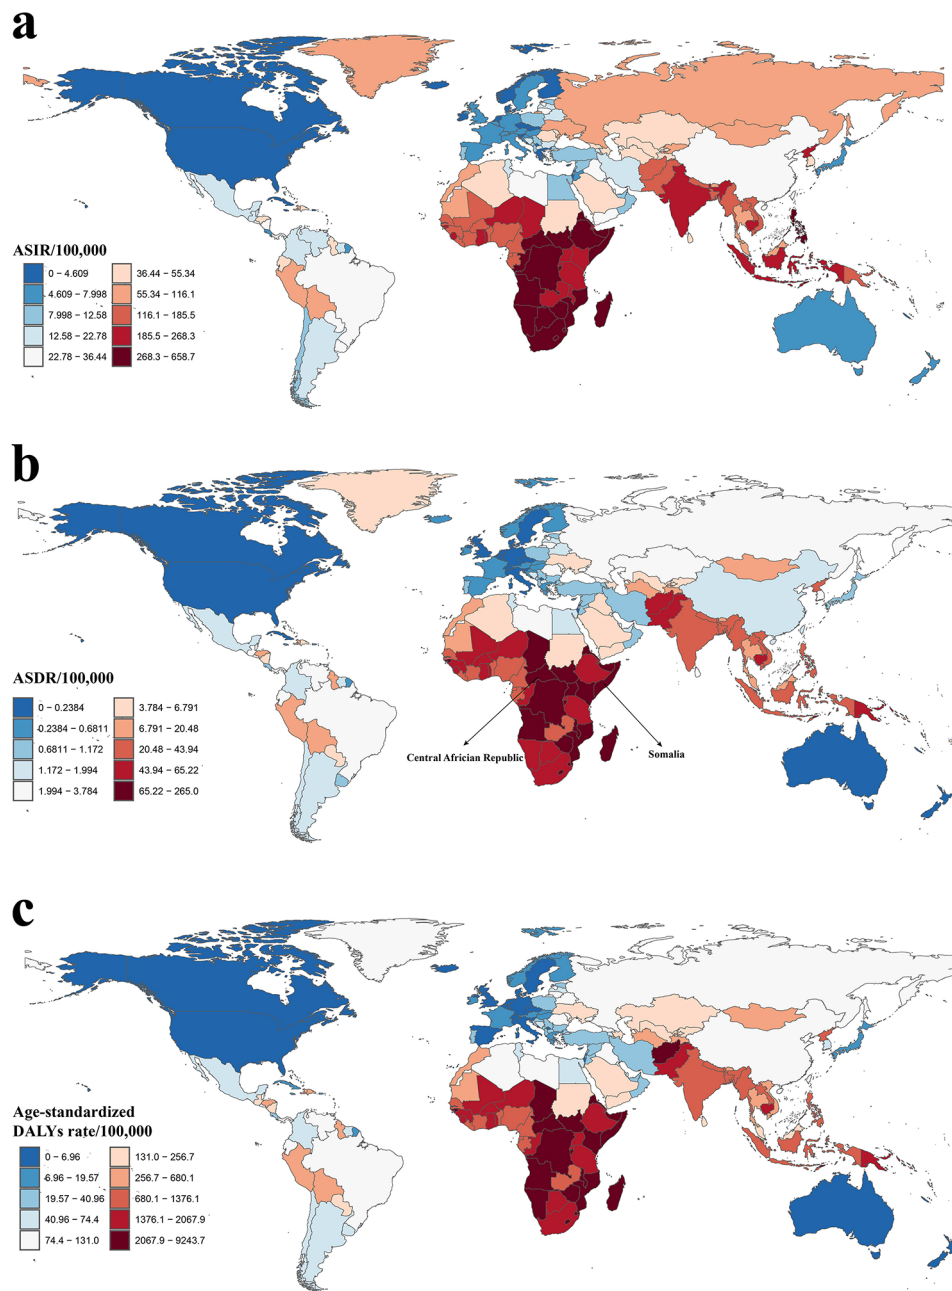 a
ASIR/100,000
0 – 4.609
4.609 – 7.998
7.998 – 12.58
12.58 – 22.78
22.78 – 36.44
36.44 – 55.34
55.34 – 116.1
116.1 – 185.5
185.5 – 268.3
268.3 – 658.7
b
ASDR/100,000
0 – 0.2384
0.2384 – 0.6811
0.6811 – 1.172
1.172 – 1.994
1.994 – 3.784
3.784 – 6.791
6.791 – 20.48
20.48 – 43.94
43.94 – 65.22
65.22 – 265.0
Central Africian Republic
Somalia
c
Age-standardized
DALYs rate/100,000
0 – 6.96
6.96 – 19.57
19.57 – 40.96
40.96 – 74.4
74.4 – 131.0
131.0 – 256.7
256.7 – 680.1
680.1 – 1376.1
1376.1 – 2067.9
2067.9 – 9243.7